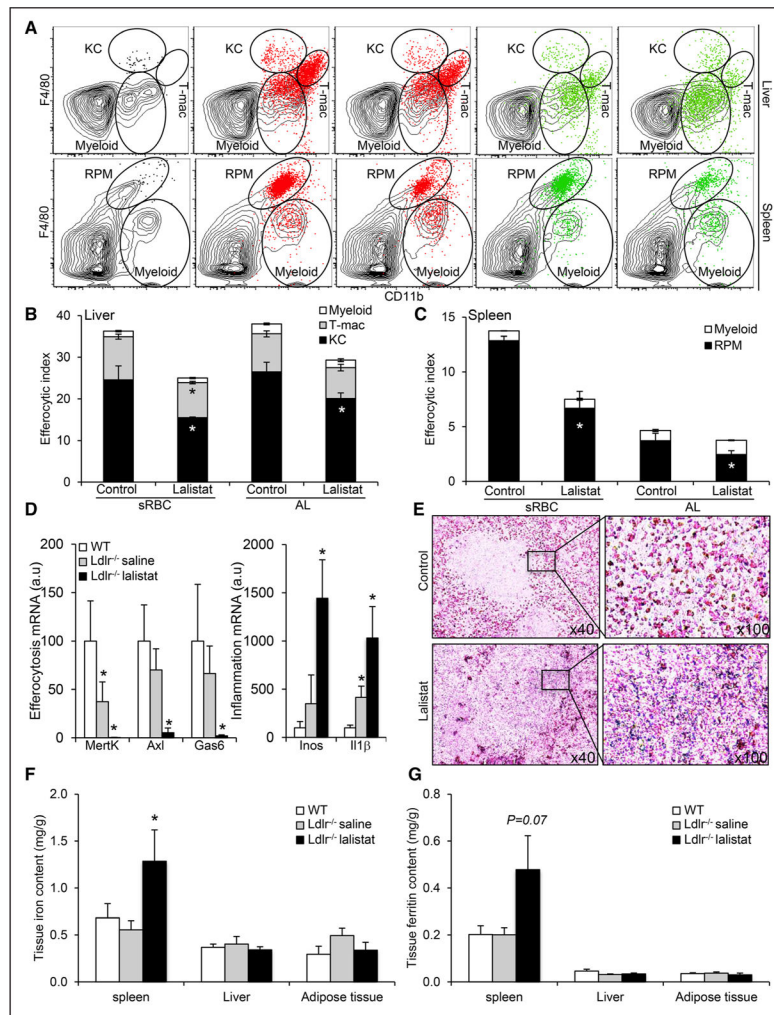 A
KC
KC
KC
KC
KC
F4/80
T-mac
T-mac
T-mac
T-mac
T-mac
Liver
Myeloid
Myeloid
Myeloid
Myeloid
Myeloid
RPM
RPM
RPM
RPM
RPM
F4/80
Spleen
Myeloid
Myeloid
Myeloid
Myeloid
Myeloid
CD11b
B
Liver
Myeloid
T-mac
KC
Efferocytic index
40
30
20
10
0
*
*
*
Control
Lalistat
Control
Lalistat
sRBC
AL
C
Spleen
Myeloid
RPM
Efferocytic index
15
10
5
0
*
*
Control
Lalistat
Control
Lalistat
sRBC
AL
D
WT
Ldlr-/- saline
Ldlr-/- lalistat
Efferocytosis mRNA (a.u)
200
150
100
50
0
*
*
*
*
MertK
Axl
Gas6
Inflammation mRNA (a.u)
2000
1500
1000
500
0
*
*
*
Inos
Il1β
E
Control
x40
x100
Lalistat
x40
x100
F
WT
Ldlr-/- saline
Ldlr-/- lalistat
Tissue iron content (mg/g)
2.0
1.5
1.0
0.5
0.0
*
spleen
Liver
Adipose tissue
G
WT
Ldlr-/- saline
Ldlr-/- lalistat
Tissue ferritin content (mg/g)
0.8
0.6
0.4
0.2
0.0
P=0.07
spleen
Liver
Adipose tissue